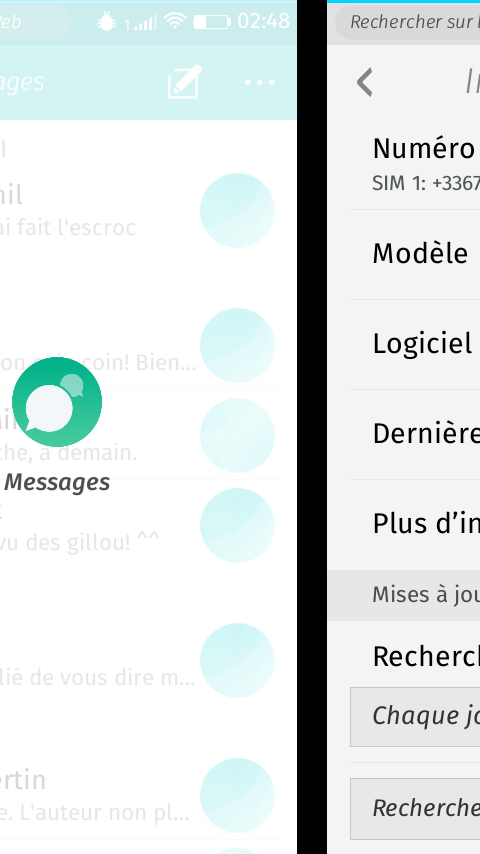 Web
1
02:48
Rechercher sur l
ages
In
nil
ai fait l'escroc
on coin! Bien...
che, à demain.
Messages
vu des gillou! ^^
lié de vous dire m...
ertin
e. L'auteur non pl...
Numéro
SIM 1: +3367
Modèle
Logiciel
Dernière
Plus d'in
Mises à jou
Recherch
Chaque jo
Recherche